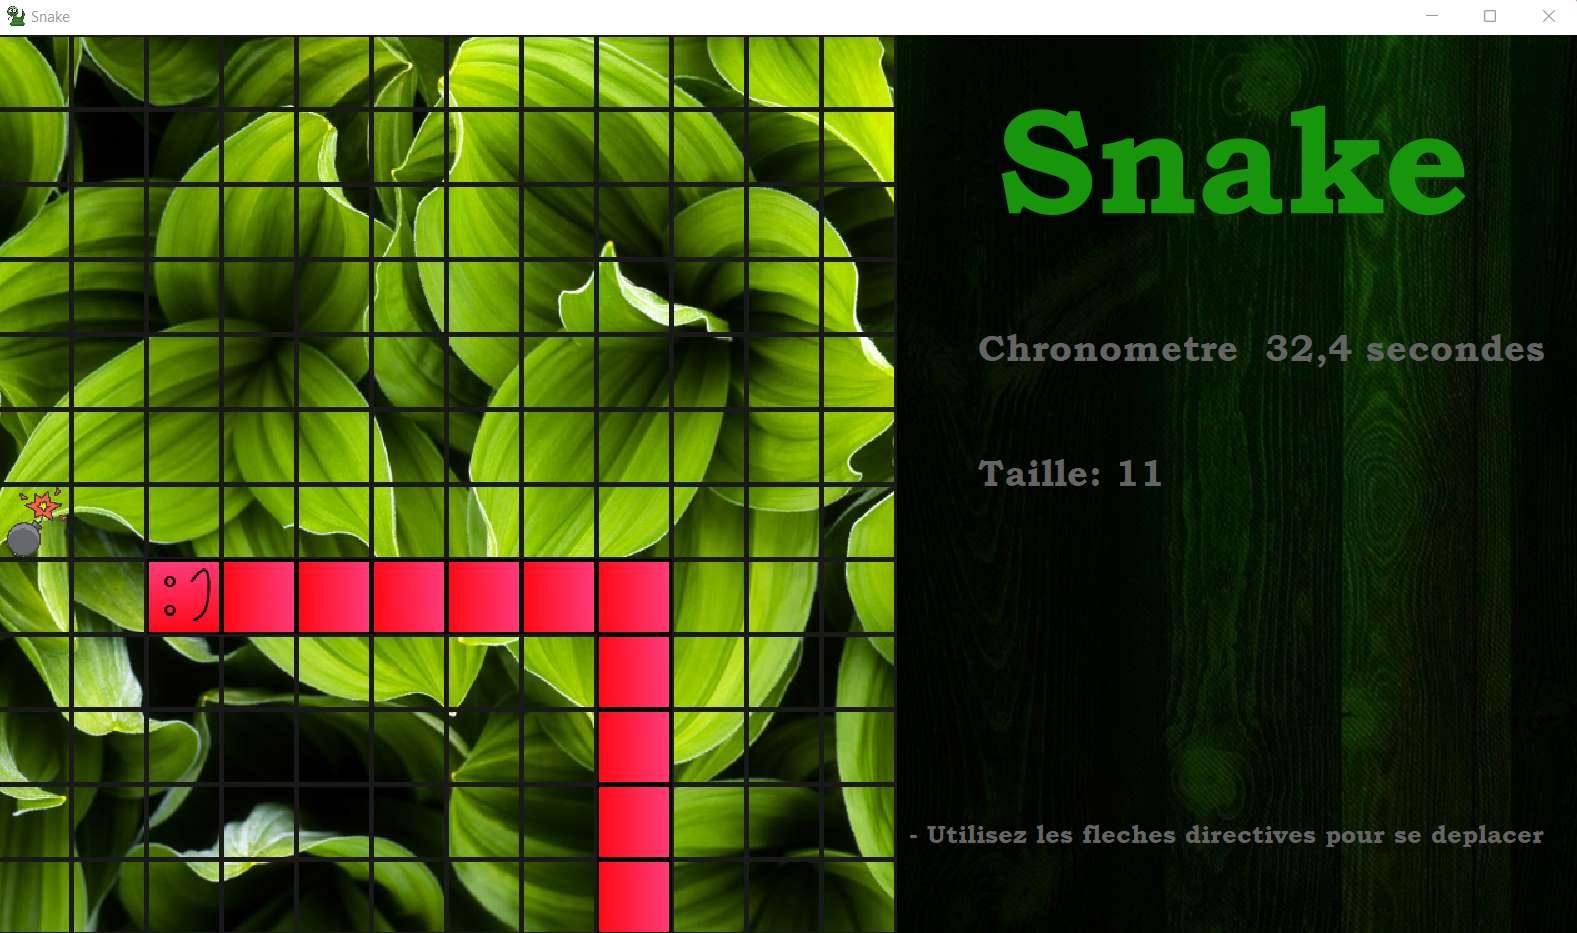 Snake
Snake
Chronometre 32,4 secondes
Taille: 11
- Utilisez les fleches directives pour se deplacer